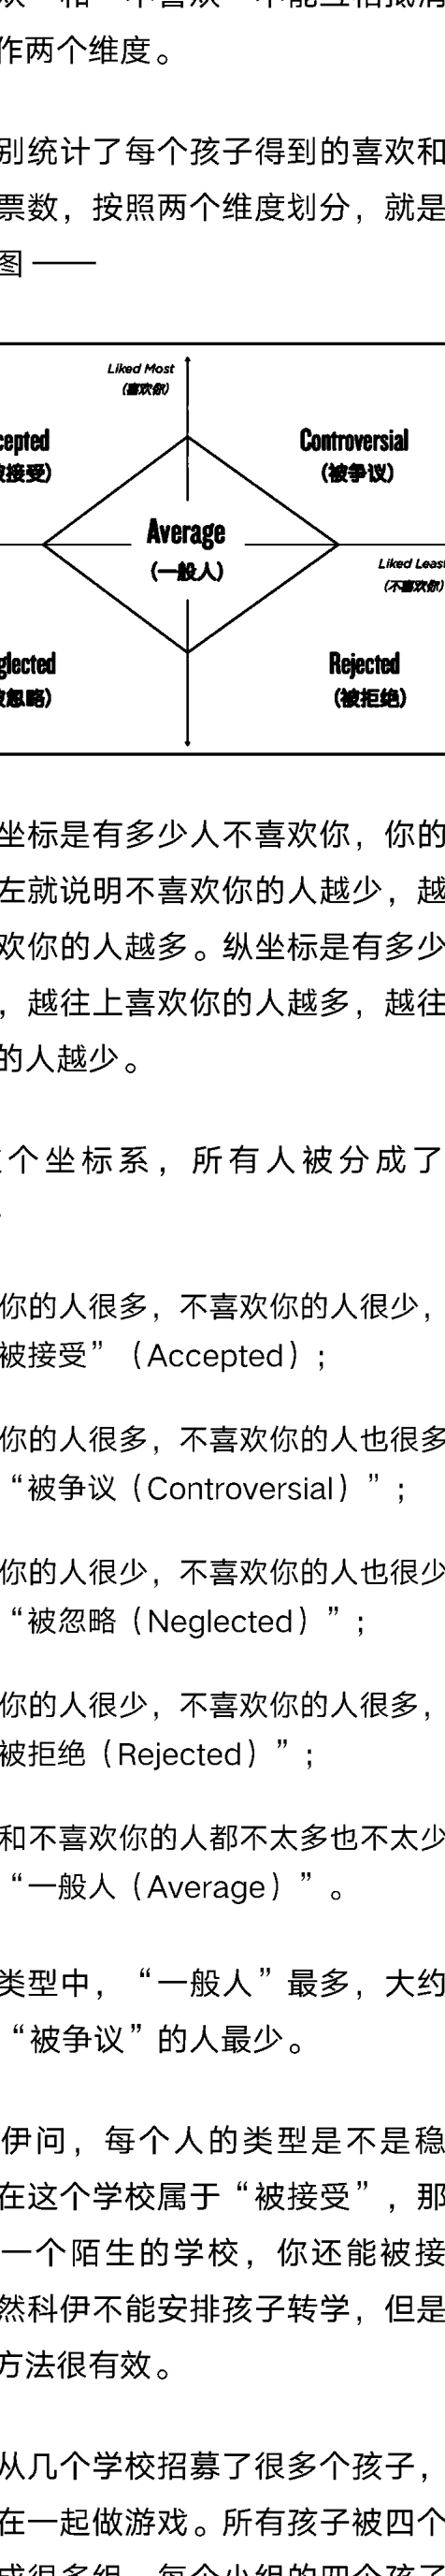 作两个维度。
别统计了每个孩子得到的喜欢和
票数，按照两个维度划分，就是
图 ——
Liked Most
（喜欢你）
cepted
Controversial
被接受）
（被争议）
Average
（一般人）
Liked Least
（不喜欢你）
glected
Rejected
被忽略）
（被拒绝）
坐标是有多少人不喜欢你，你的
左就说明不喜欢你的人越少，越
欢你的人越多。纵坐标是有多少
，越往上喜欢你的人越多，越往
的人越少。
个坐标系，所有人被分成了
你的人很多，不喜欢你的人很少，
被接受”（Accepted）；
你的人很多，不喜欢你的人也很多
“被争议（Controversial）”；
你的人很少，不喜欢你的人也很少
“被忽略（Neglected）”；
你的人很少，不喜欢你的人很多，
被拒绝（Rejected）”；
和不喜欢你的人都不太多也不太少
“一般人（Average）”。
类型中，“一般人”最多，大约
“被争议”的人最少。
伊问，每个人的类型是不是稳
在这个学校属于“被接受”，那
一个陌生的学校，你还能被接
然科伊不能安排孩子转学，但是
方法很有效。
从几个学校招募了很多个孩子，
在一起做游戏。所有孩子被四个
成很多组，每个小组的四个孩子